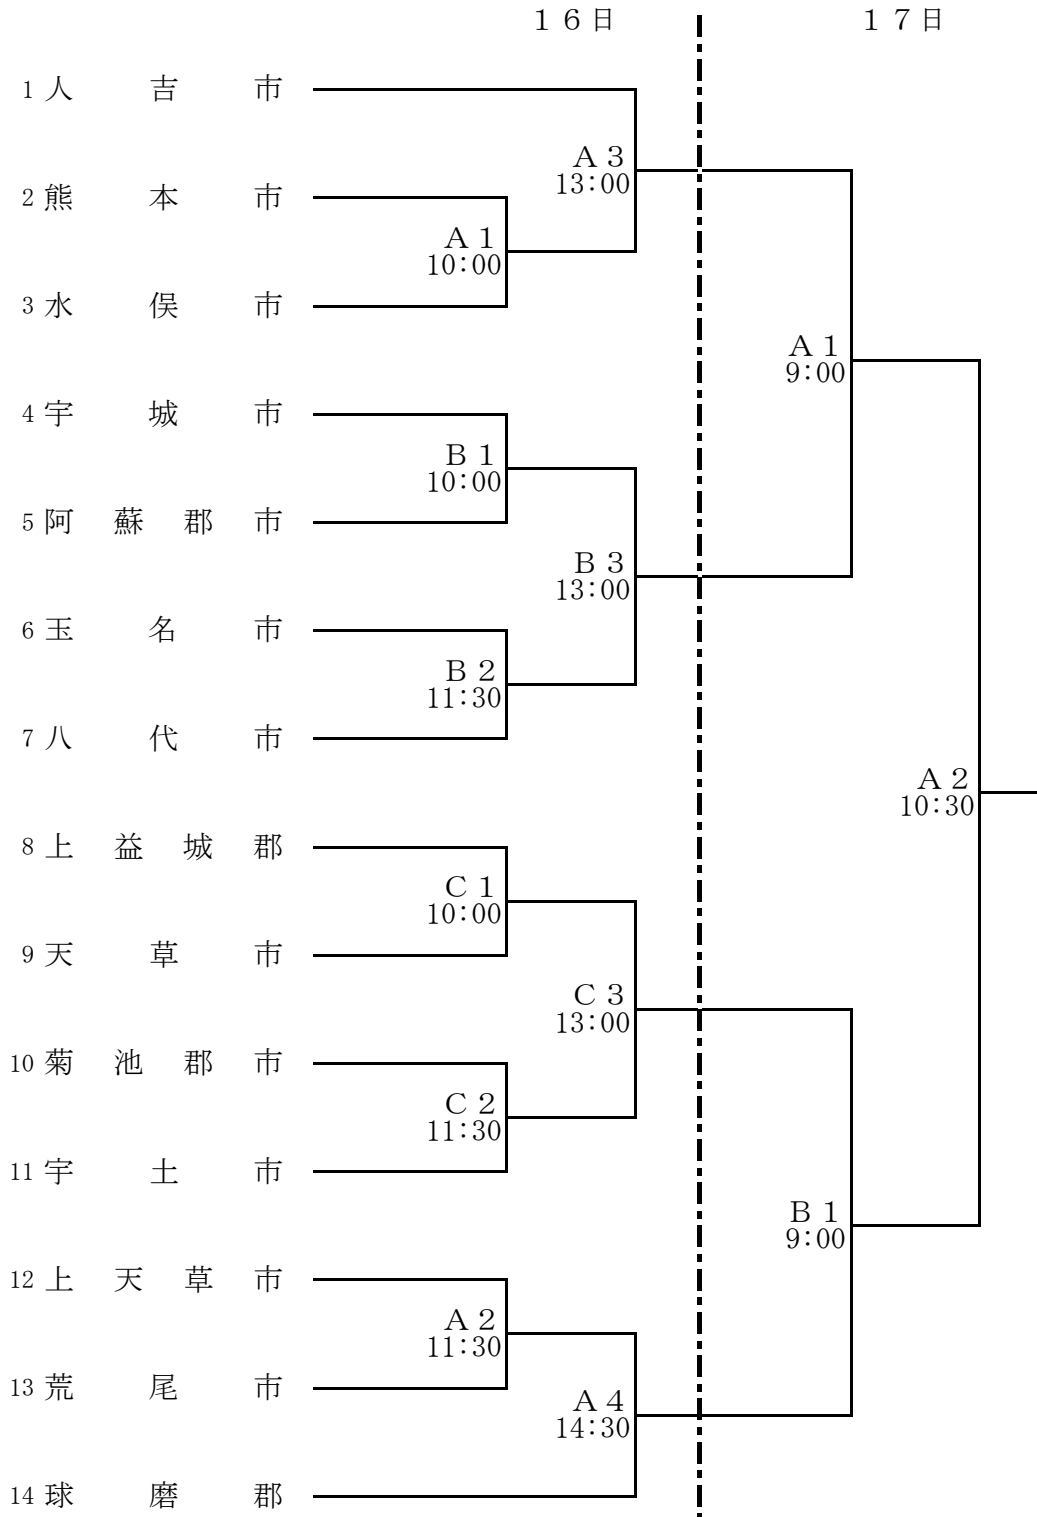 １６日 １７日
1 人吉市
A３
13:00
2 熊本市
A１
10:00
3 水俣市
A１
9:00
4 宇城市
B１
10:00
5 阿蘇郡市
B３
13:00
6 玉名市
B２
11:30
7 八代市
A２
10:30
8 上益城郡
C１
10:00
9 天草市
C３
13:00
10 菊池郡市
C２
11:30
11 宇土市
B１
9:00
12 上天草市
A２
11:30
13 荒尾市
A４
14:30
14 球磨郡